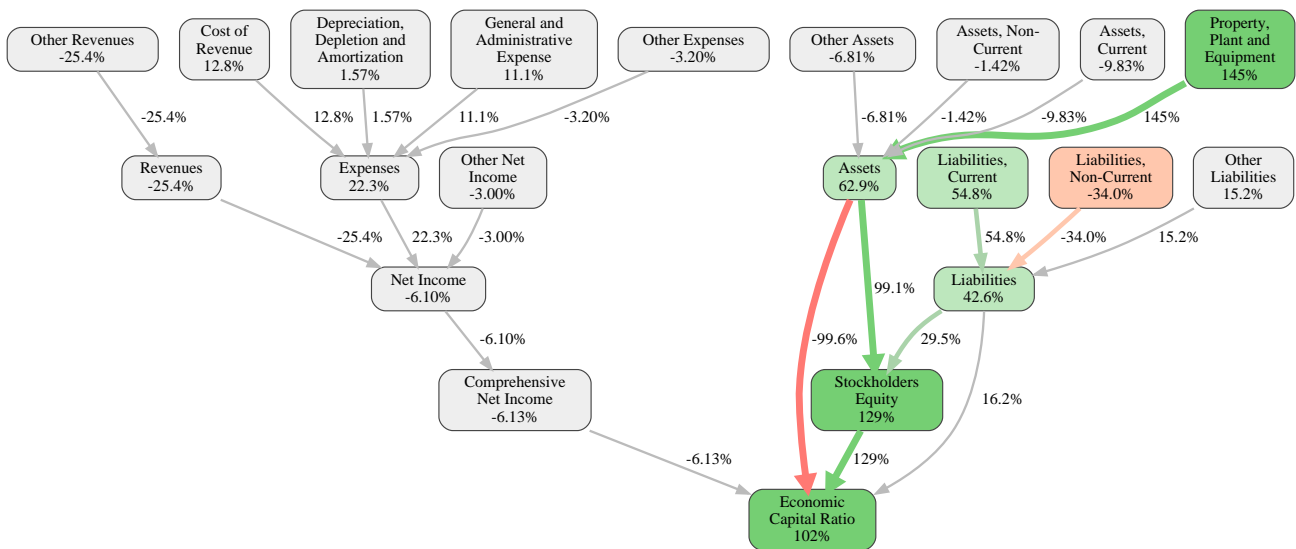 Other Revenues
-25.4%
Cost of
Revenue
12.8%
Depreciation,
Depletion and
Amortization
1.57%
General and
Administrative
Expense
11.1%
Other Expenses
-3.20%
Other Assets
-6.81%
Assets, Non-
Current
-1.42%
Assets,
Current
-9.83%
Property,
Plant and
Equipment
145%
-25.4%
12.8%
1.57%
11.1%
-3.20%
-6.81%
-1.42%
-9.83%
145%
Revenues
-25.4%
Expenses
22.3%
Other Net
Income
-3.00%
Assets
62.9%
Liabilities,
Current
54.8%
Liabilities,
Non-Current
-34.0%
Other
Liabilities
15.2%
-25.4%
22.3%
-3.00%
54.8%
-34.0%
15.2%
Net Income
-6.10%
99.1%
Liabilities
42.6%
-6.10%
-99.6%
29.5%
Comprehensive
Net Income
-6.13%
Stockholders
Equity
129%
16.2%
-6.13%
129%
Economic
Capital Ratio
102%